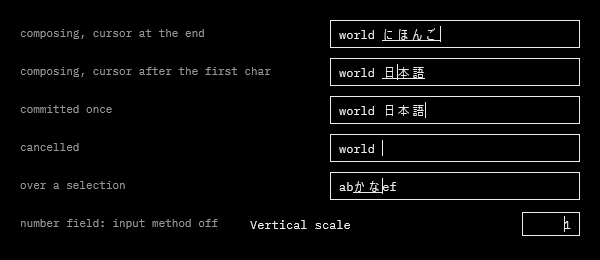 composing, cursor at the end world にほんご
composing, cursor after the first char world 日本語
committed once world 日本語
cancelled world
over a selection abかなef
number field: input method off Vertical scale 1